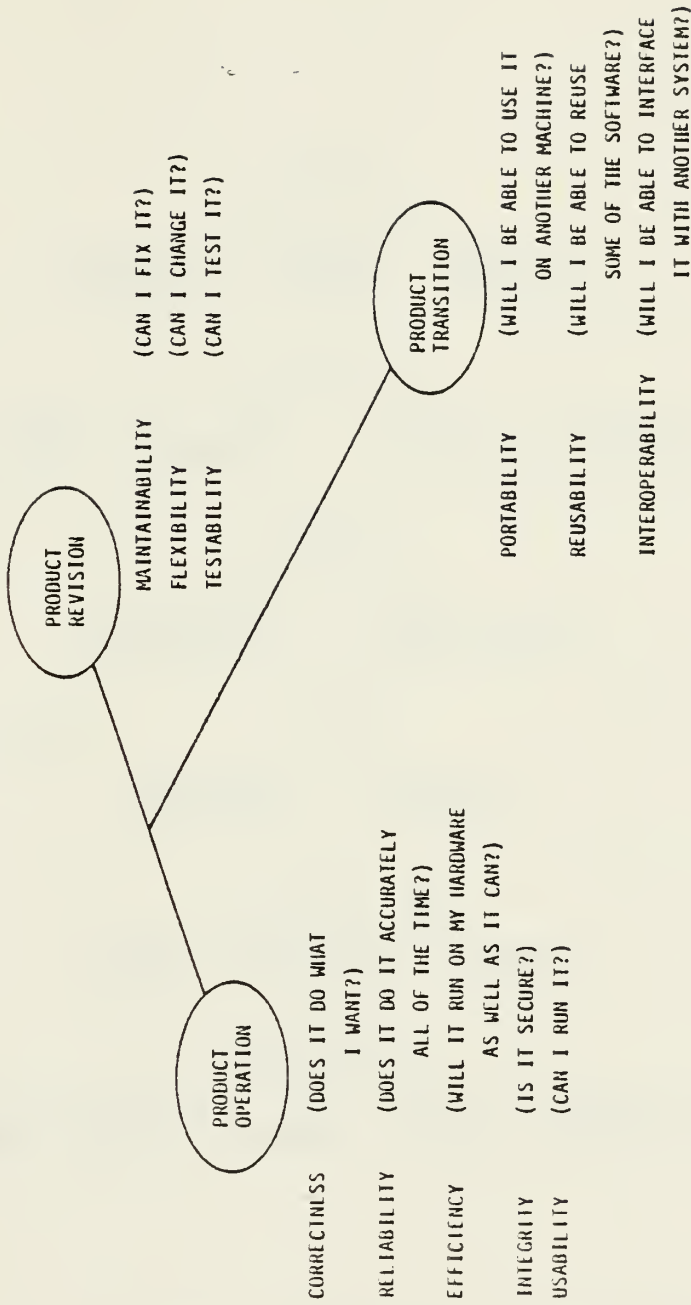 PRODUCT
REVISION
MAINTAINABILITY (CAN I FIX IT?)
FLEXIBILITY (CAN I CHANGE IT?)
TESTABILITY (CAN I TEST IT?)
PRODUCT
OPERATION
CORRECTNESS (DOES IT DO WHAT
I WANT?)
RELIABILITY (DOES IT DO IT ACCURATELY
ALL OF THE TIME?)
EFFICIENCY (WILL IT RUN ON MY HARDWARE
AS WELL AS IT CAN?)
INTEGRITY (IS IT SECURE?)
USABILITY (CAN I RUN IT?)
PRODUCT
TRANSITION
PORTABILITY (WILL I BE ABLE TO USE IT
ON ANOTHER MACHINE?)
REUSABILITY (WILL I BE ABLE TO REUSE
SOME OF THE SOFTWARE?)
INTEROPERABILITY (WILL I BE ABLE TO INTERFACE
IT WITH ANOTHER SYSTEM?)